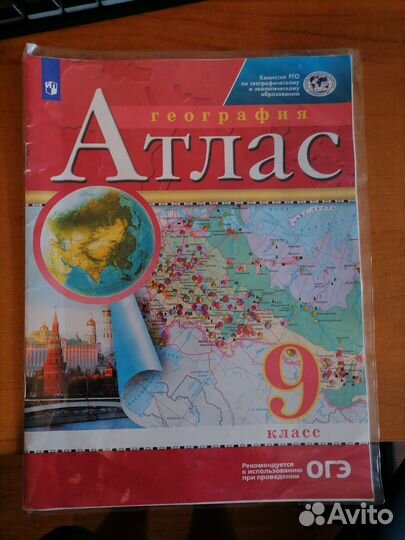 Комиссия РГО
по географическому
и экологическому
образованию
география
Атлас
9
класс
Рекомендуется
к использованию
при проведении
ОГЭ
Avito